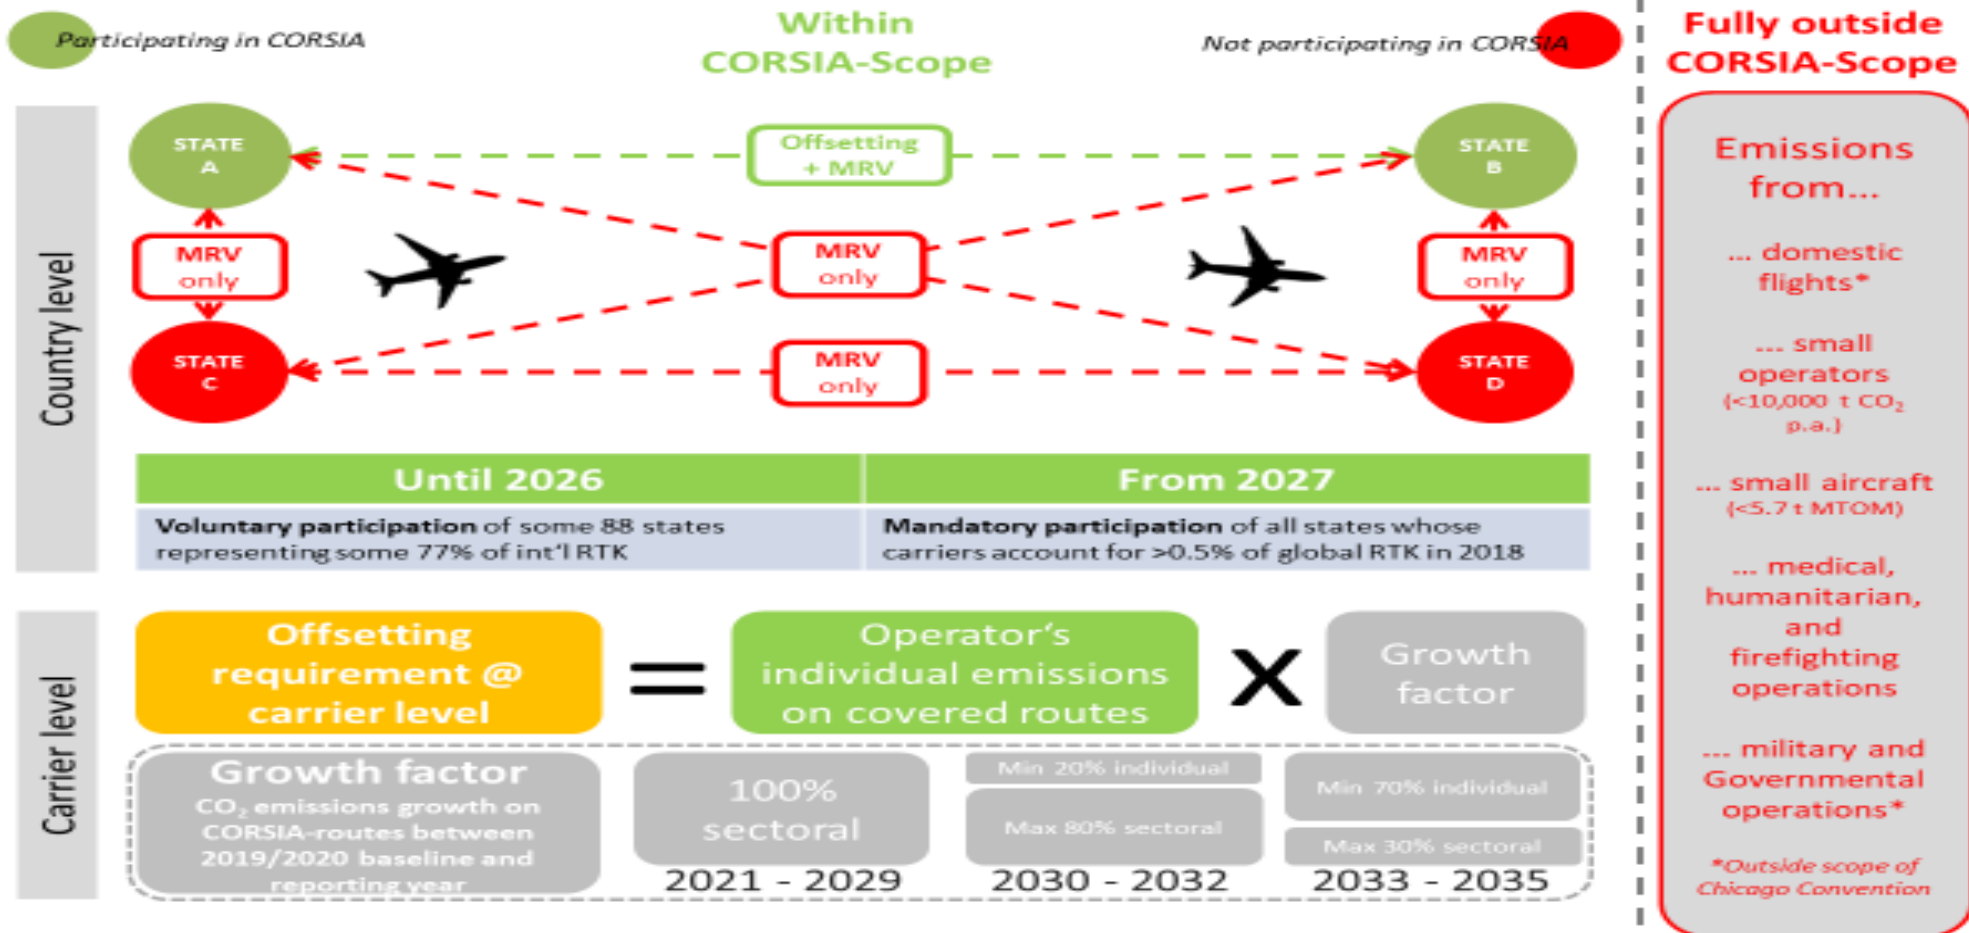 Participating in CORSIA
Within
CORSIA-Scope
Not participating in CORSIA
Fully outside
CORSIA-Scope
Country level
STATE
A
Offsetting
+ MRV
STATE
B
MRV
only
MRV
only
MRV
only
STATE
C
MRV
only
STATE
D
Until 2026
From 2027
Voluntary participation of some 88 states
representing some 77% of int'l RTK
Mandatory participation of all states whose
carriers account for >0.5% of global RTK in 2018
Carrier level
Offsetting
requirement @
carrier level
=
Operator's
individual emissions
on covered routes
X
Growth
factor
Growth factor
CO₂ emissions growth on
CORSIA-routes between
2019/2020 baseline and
reporting year
100%
sectoral
2021 - 2029
Min 20% individual
Max 80% sectoral
2030 - 2032
Min 70% individual
Max 30% sectoral
2033 - 2035
Emissions
from...
... domestic
flights*
... small
operators
(<10,000 t CO₂
p.a.)
... small aircraft
(<5.7 t MTOM)
... medical,
humanitarian,
and
firefighting
operations
... military and
Governmental
operations*
*Outside scope of
Chicago Convention